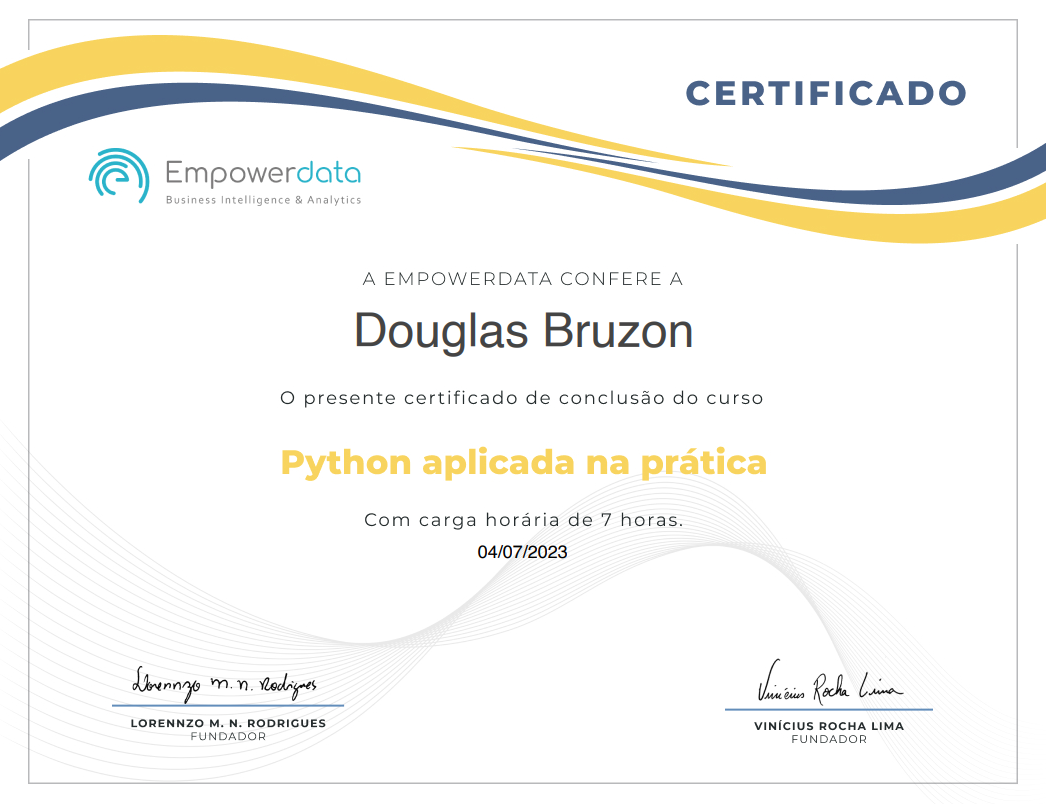 CERTIFICADO
Empowerdata
Business Intelligence & Analytics
A EMPOWERDATA CONFERE A
Douglas Bruzon
O presente certificado de conclusão do curso
Python aplicada na prática
Com carga horária de 7 horas.
04/07/2023
Lorennzo M. N. Rodrigues
LORENNZO M. N. RODRIGUES
FUNDADOR
Vinícius Rocha Lima
VINÍCIUS ROCHA LIMA
FUNDADOR